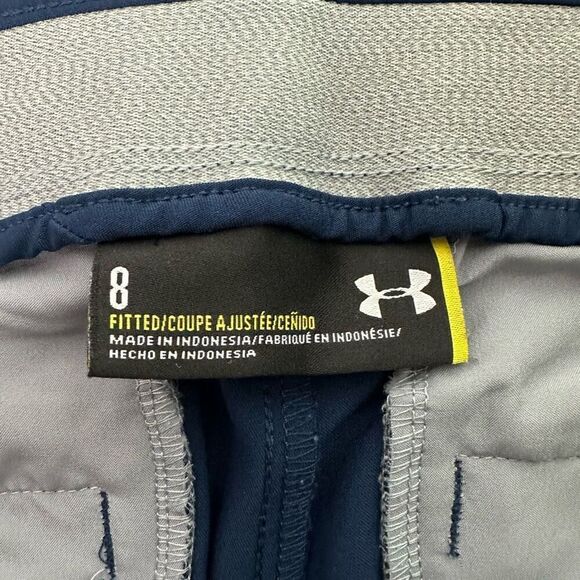 8
FITTED/COUPE AJUSTÉE/CEÑIDO
MADE IN INDONESIA/FABRIQUÉ EN INDONÉSIE/
HECHO EN INDONESIA